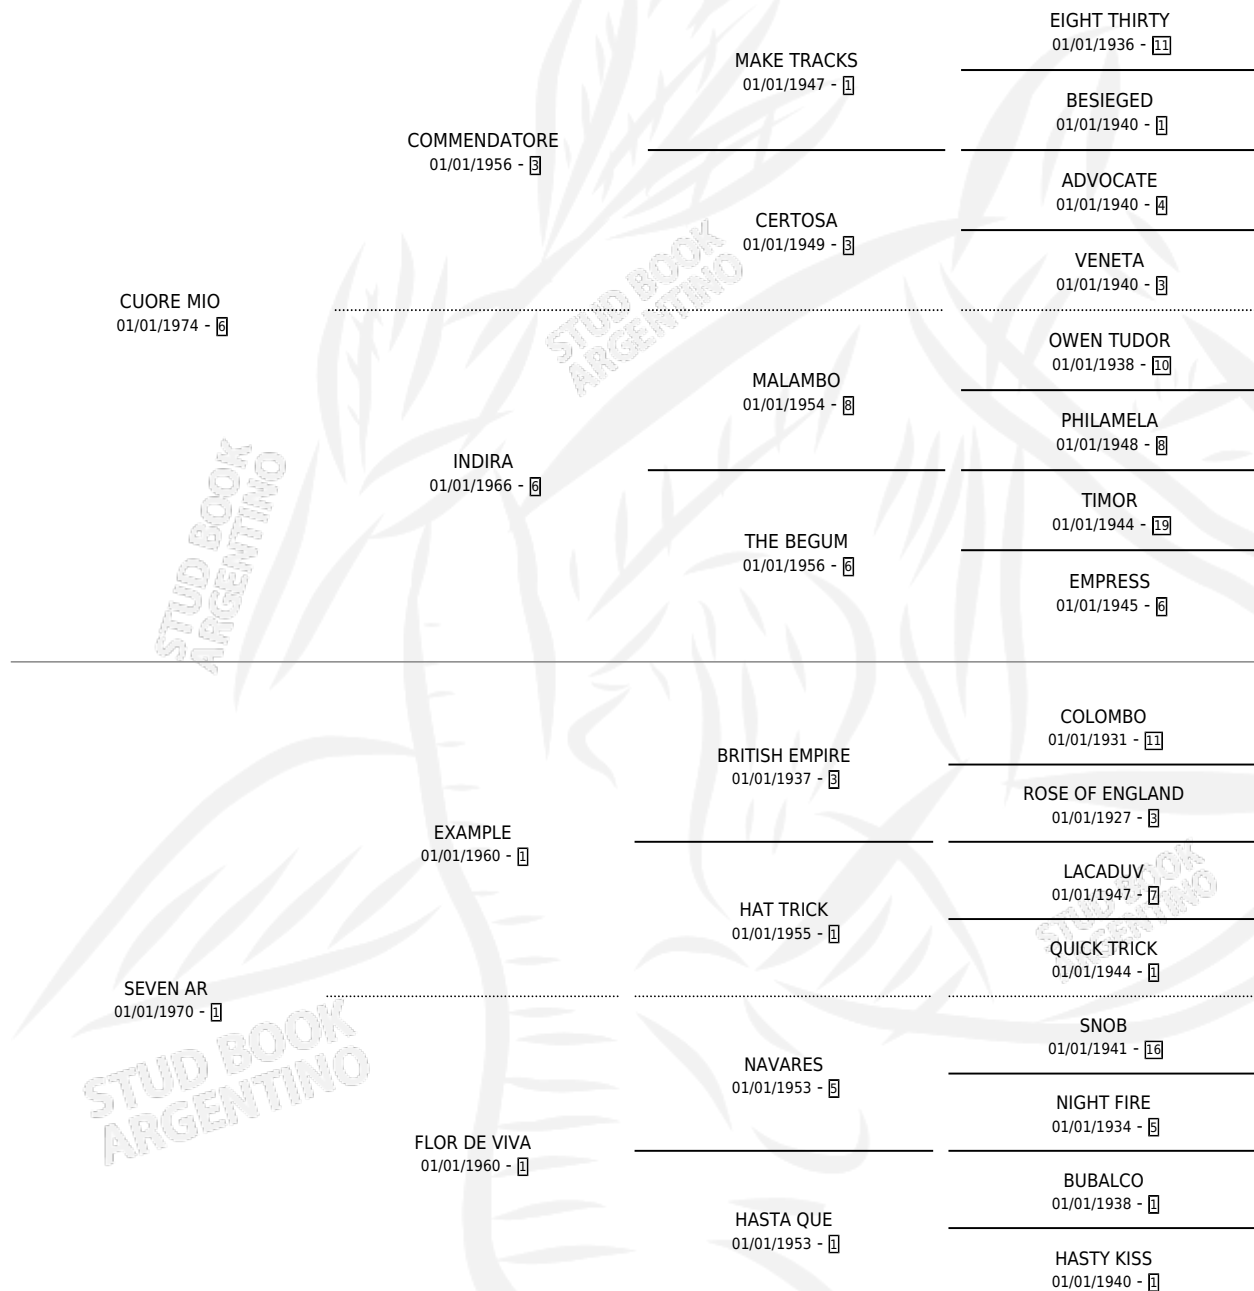 EIGHT THIRTY
01/01/1936 - 11
MAKE TRACKS
01/01/1947 - 1
BESIEGED
01/01/1940 - 1
COMMENDATORE
01/01/1956 - 3
ADVOCATE
01/01/1940 - 4
CERTOSA
01/01/1949 - 3
VENETA
01/01/1940 - 3
CUORE MIO
01/01/1974 - 6
OWEN TUDOR
01/01/1938 - 10
MALAMBO
01/01/1954 - 8
PHILAMELA
01/01/1948 - 8
INDIRA
01/01/1966 - 6
TIMOR
01/01/1944 - 19
THE BEGUM
01/01/1956 - 6
EMPRESS
01/01/1945 - 6
COLOMBO
01/01/1931 - 11
BRITISH EMPIRE
01/01/1937 - 3
ROSE OF ENGLAND
01/01/1927 - 3
EXAMPLE
01/01/1960 - 1
LACADUV
01/01/1947 - 7
HAT TRICK
01/01/1955 - 1
QUICK TRICK
01/01/1944 - 1
SEVEN AR
01/01/1970 - 1
SNOB
01/01/1941 - 16
NAVARES
01/01/1953 - 5
NIGHT FIRE
01/01/1934 - 5
FLOR DE VIVA
01/01/1960 - 1
BUBALCO
01/01/1938 - 1
HASTA QUE
01/01/1953 - 1
HASTY KISS
01/01/1940 - 1
STUD BOOK
ARGENTINO
STUD BOOK
ARGENTINO
STUD BOOK
ARGENTINO
STUD BOOK
ARGENTINO